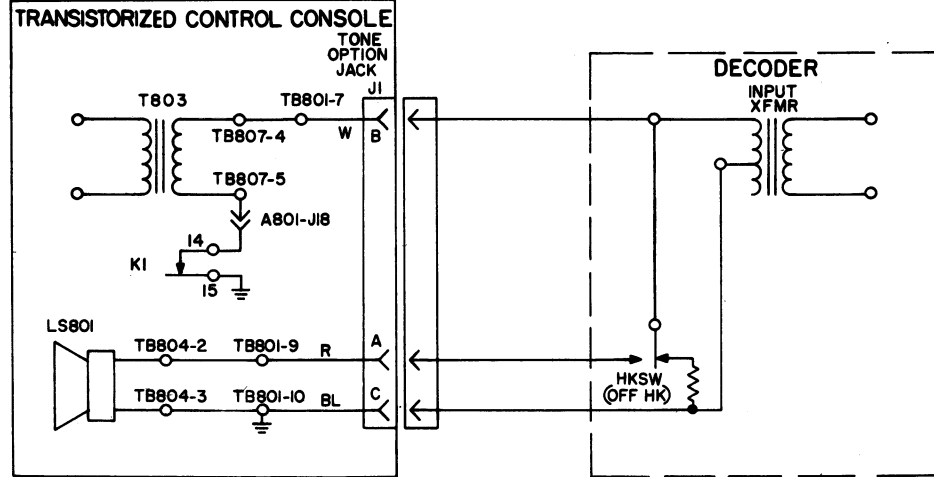 TRANSISTORIZED CONTROL CONSOLE
TONE
OPTION
JACK
J1
DECODER
INPUT
XFMR
T803
TB801-7
TB807-4
W
B
TB807-5
A801-J18
14
K1
15
LS801
TB804-2
TB801-9
R
A
TB804-3
TB801-10
BL
C
HKSW
(OFF HK)